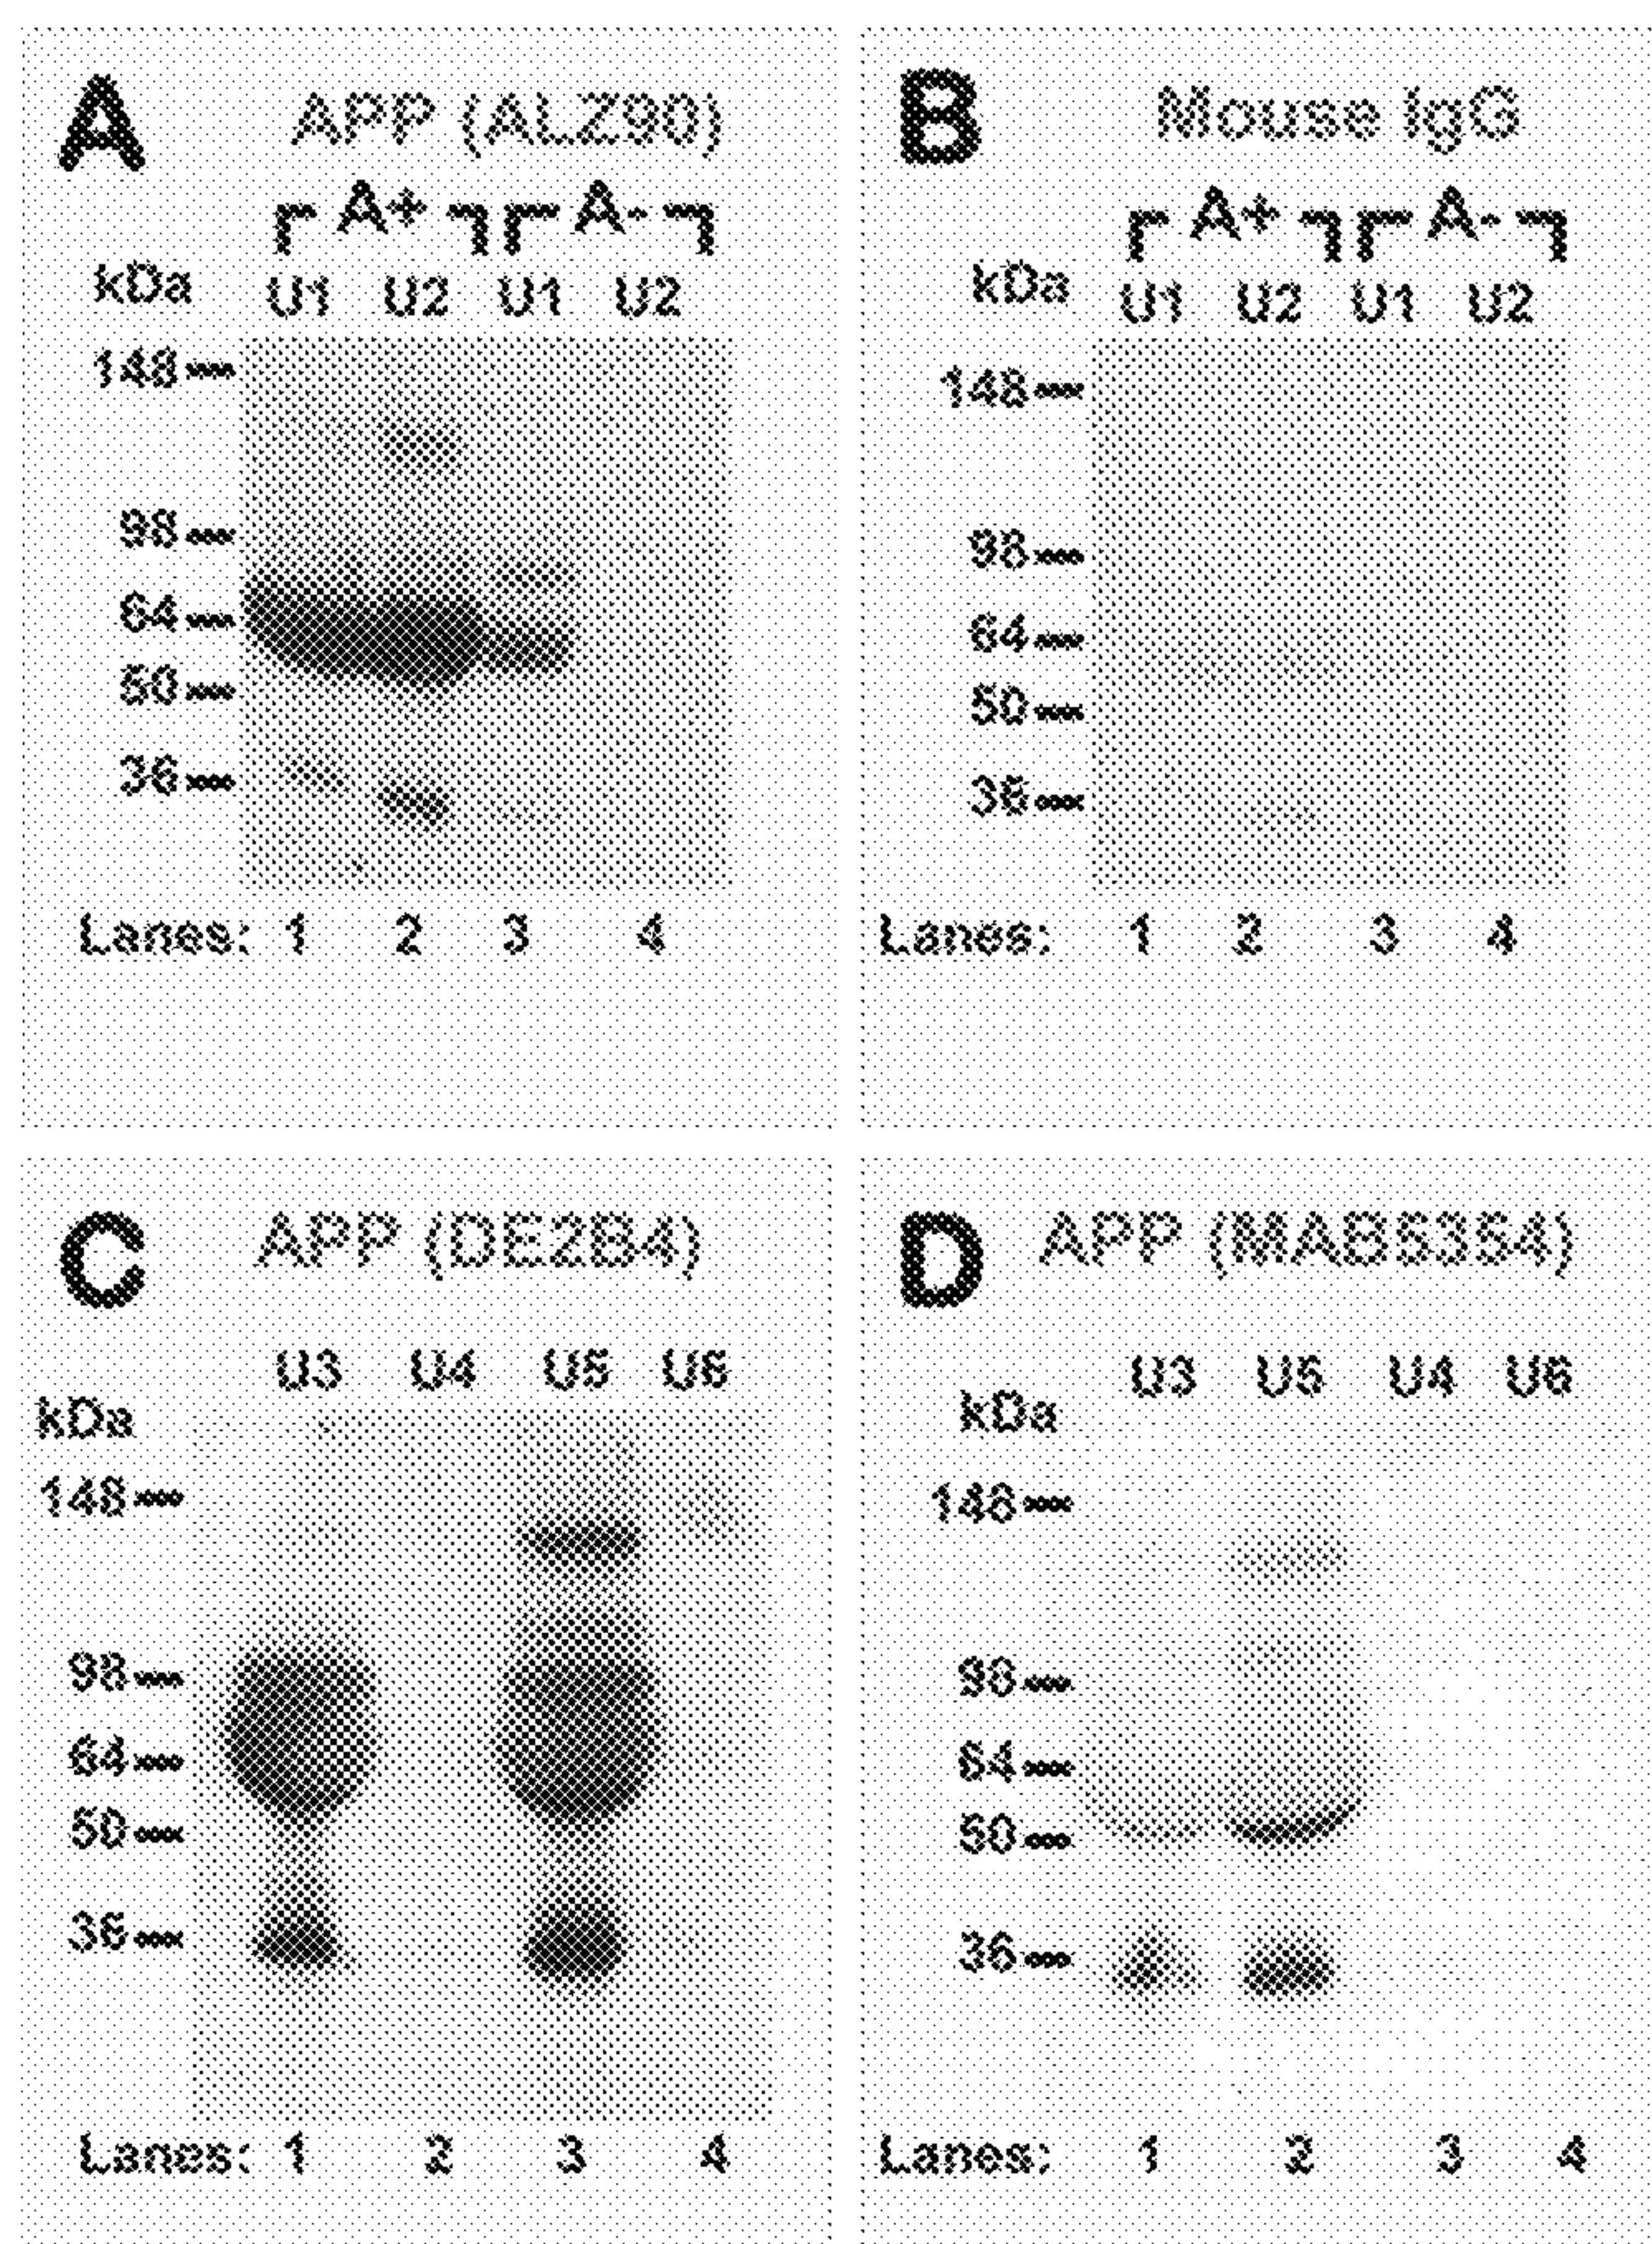 A APP (ALZ90)
A+ A-
kDa U1 U2 U1 U2
148
98
64
50
36
Lanes: 1 2 3 4
B Mouse IgG
A+ A-
kDa U1 U2 U1 U2
148
98
64
50
36
Lanes: 1 2 3 4
C APP (DE2B4)
U3 U4 U5 U6
kDa
148
98
64
50
36
Lanes: 1 2 3 4
D APP (MAB5354)
U3 U5 U4 U6
kDa
148
98
64
50
36
Lanes: 1 2 3 4